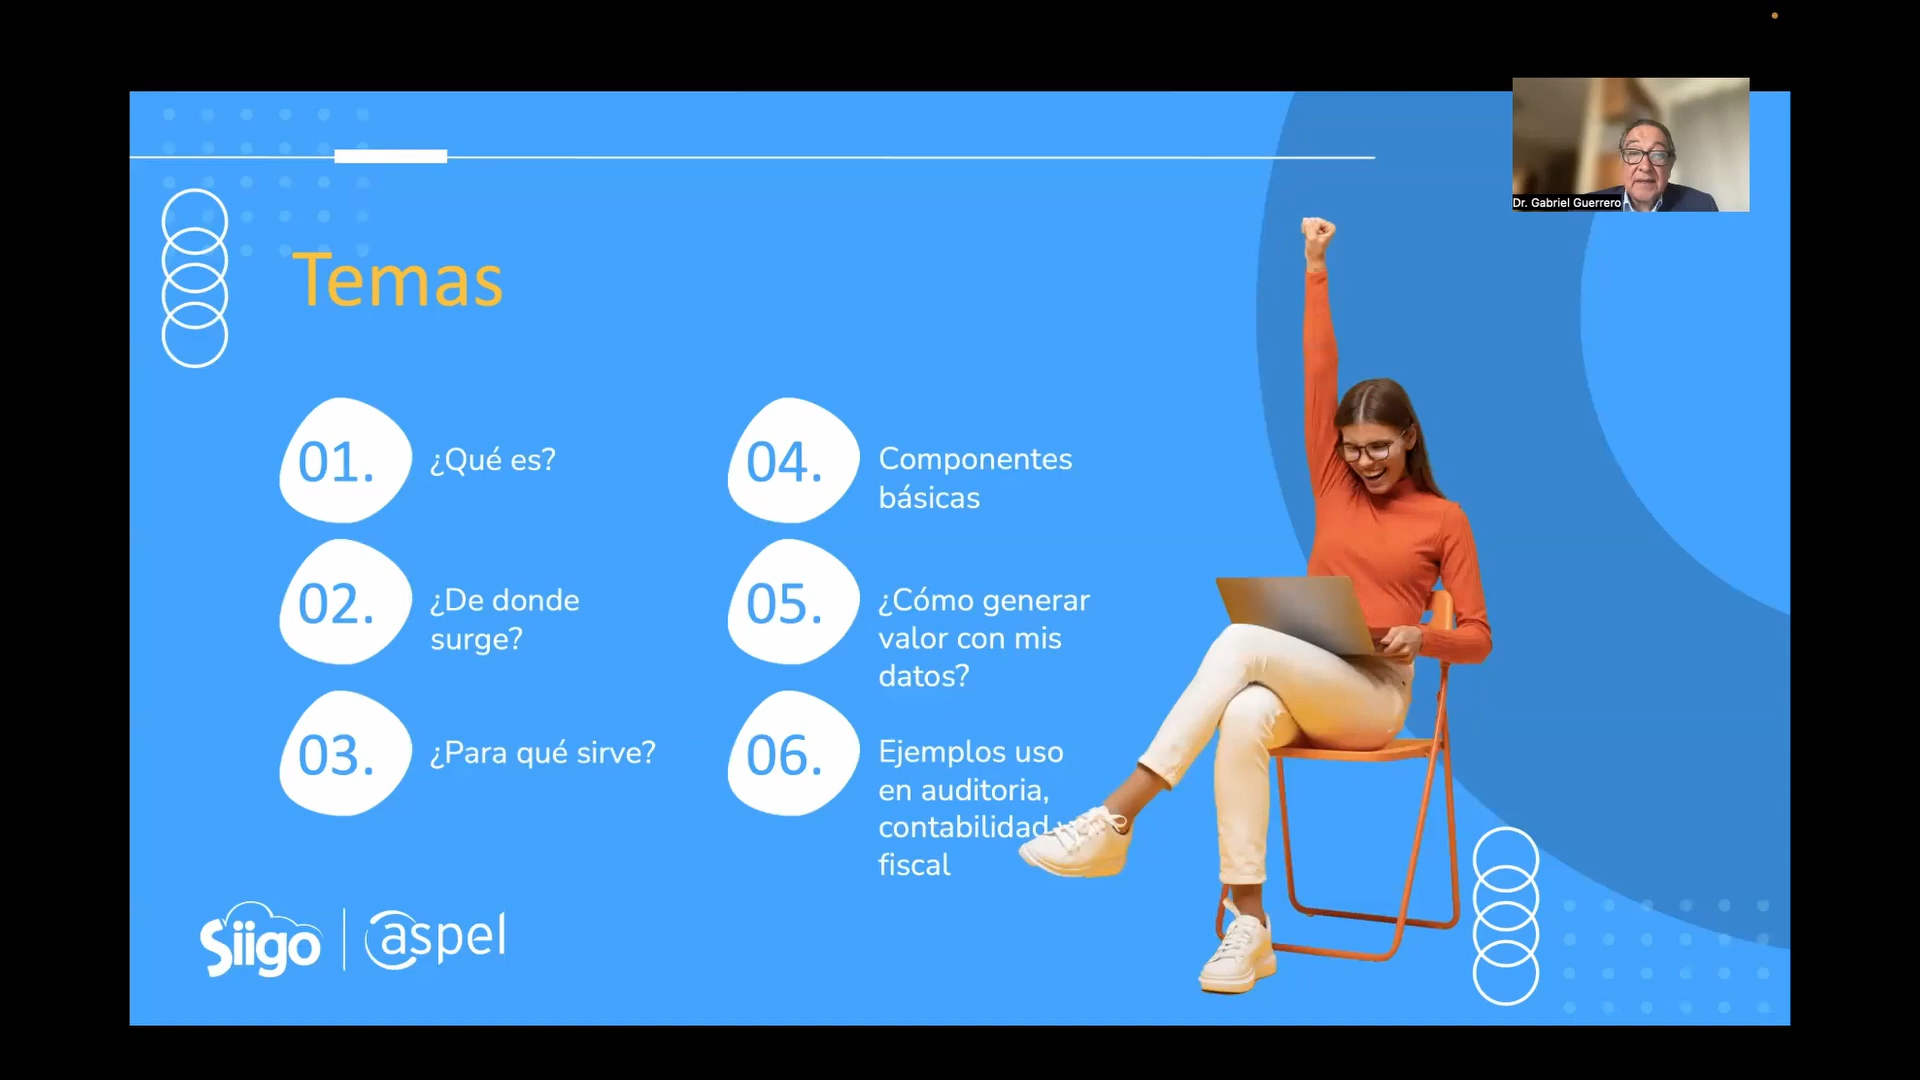 Dr. Gabriel Guerrero
Temas
01.
¿Qué es?
02.
¿De donde
surge?
03.
¿Para qué sirve?
04.
Componentes
básicas
05.
¿Cómo generar
valor con mis
datos?
06.
Ejemplos uso
en auditoria,
contabilidad y
fiscal
Siigo
aspel